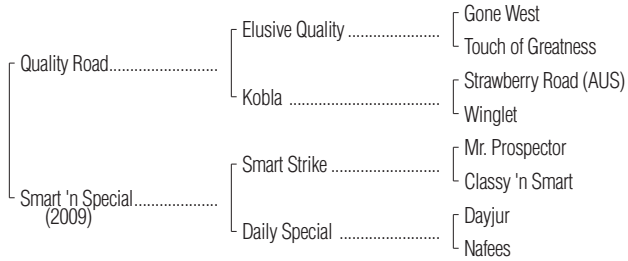 Gone West
Elusive Quality ....................
Touch of Greatness
Quality Road.......................
Strawberry Road (AUS)
Kobla ................................
Winglet
Mr. Prospector
Smart Strike .......................
Classy 'n Smart
Smart 'n Special..................
(2009)
Dayjur
Daily Special .....................
Nafees